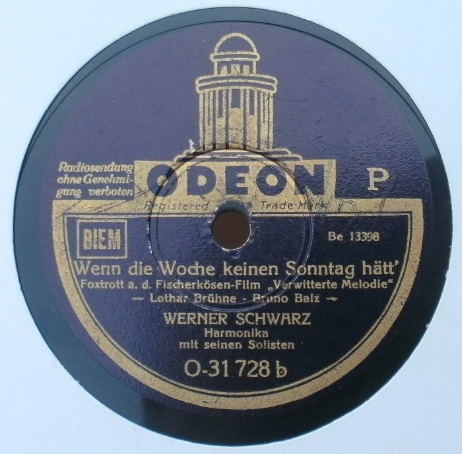 Radiosendung
ohne Genehmi-
gung verboten
ODEON P
Registered Trade Mark
BIEM
Be 13398
Wenn die Woche keinen Sonntag hätt'
Foxtrott a. d. Fischerkösen-Film „Verwitterte Melodie"
— Lothar Brühne - Bruno Balz —
WERNER SCHWARZ
Harmonika
mit seinen Solisten
O-31 728 b